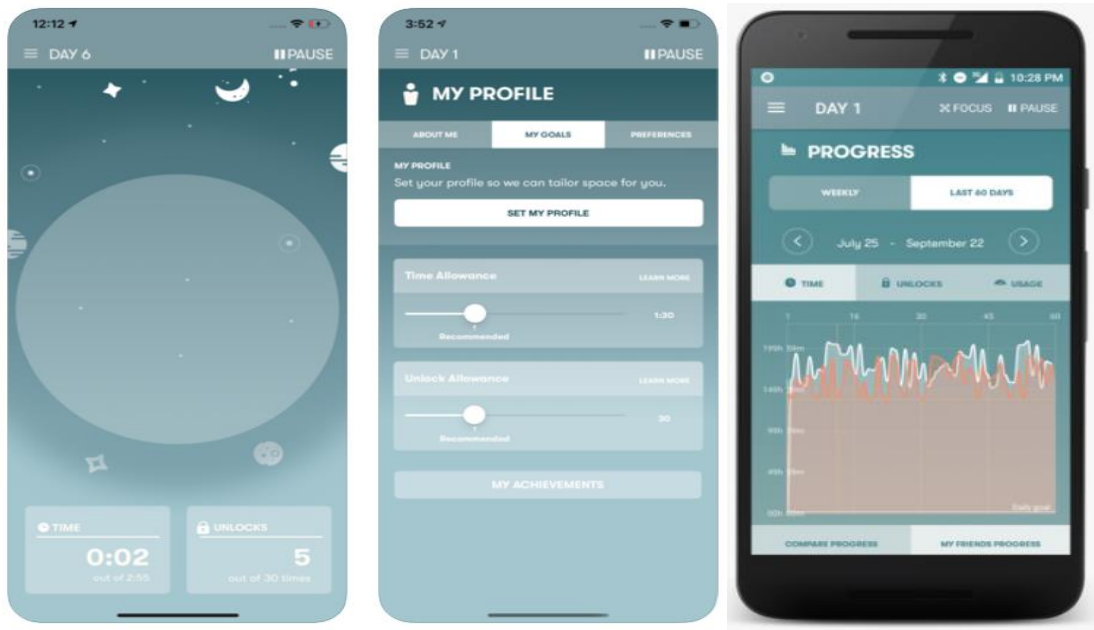 12:12
DAY 6
PAUSE
TIME
0:02
out of 2:55
UNLOCKS
5
out of 30 times
3:52
DAY 1
PAUSE
MY PROFILE
ABOUT ME
MY GOALS
PREFERENCES
MY PROFILE
Set your profile so we can tailor space for you.
SET MY PROFILE
Time Allowance
LEARN MORE
1:30
Recommended
Unlock Allowance
LEARN MORE
30
Recommended
MY ACHIEVEMENTS
10:28 PM
DAY 1
FOCUS
PAUSE
PROGRESS
WEEKLY
LAST 60 DAYS
July 25 - September 22
TIME
UNLOCKS
USAGE
1 16 30 45 60
Daily goal
COMPARE PROGRESS
MY FRIENDS PROGRESS